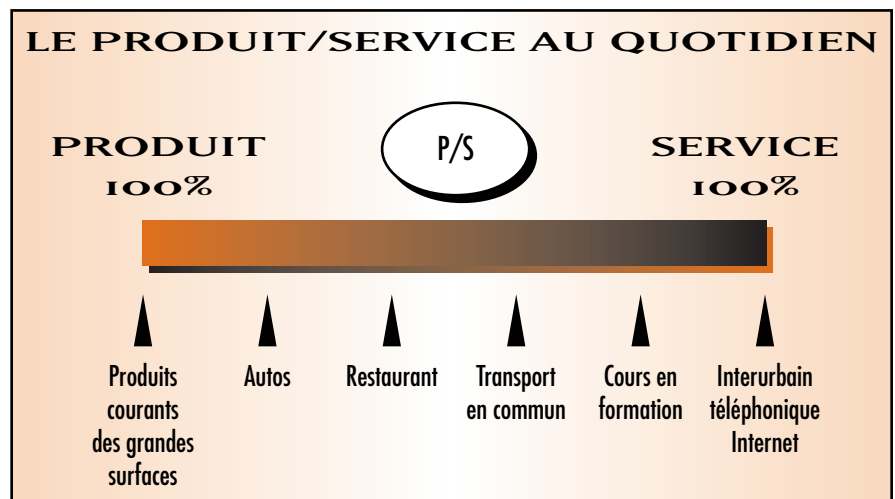 LE PRODUIT/SERVICE AU QUOTIDIEN
PRODUIT
100%
P/S
SERVICE
100%
Produits
courants
des grandes
surfaces
Autos
Restaurant
Transport
en commun
Cours en
formation
Interurbain
téléphonique
Internet